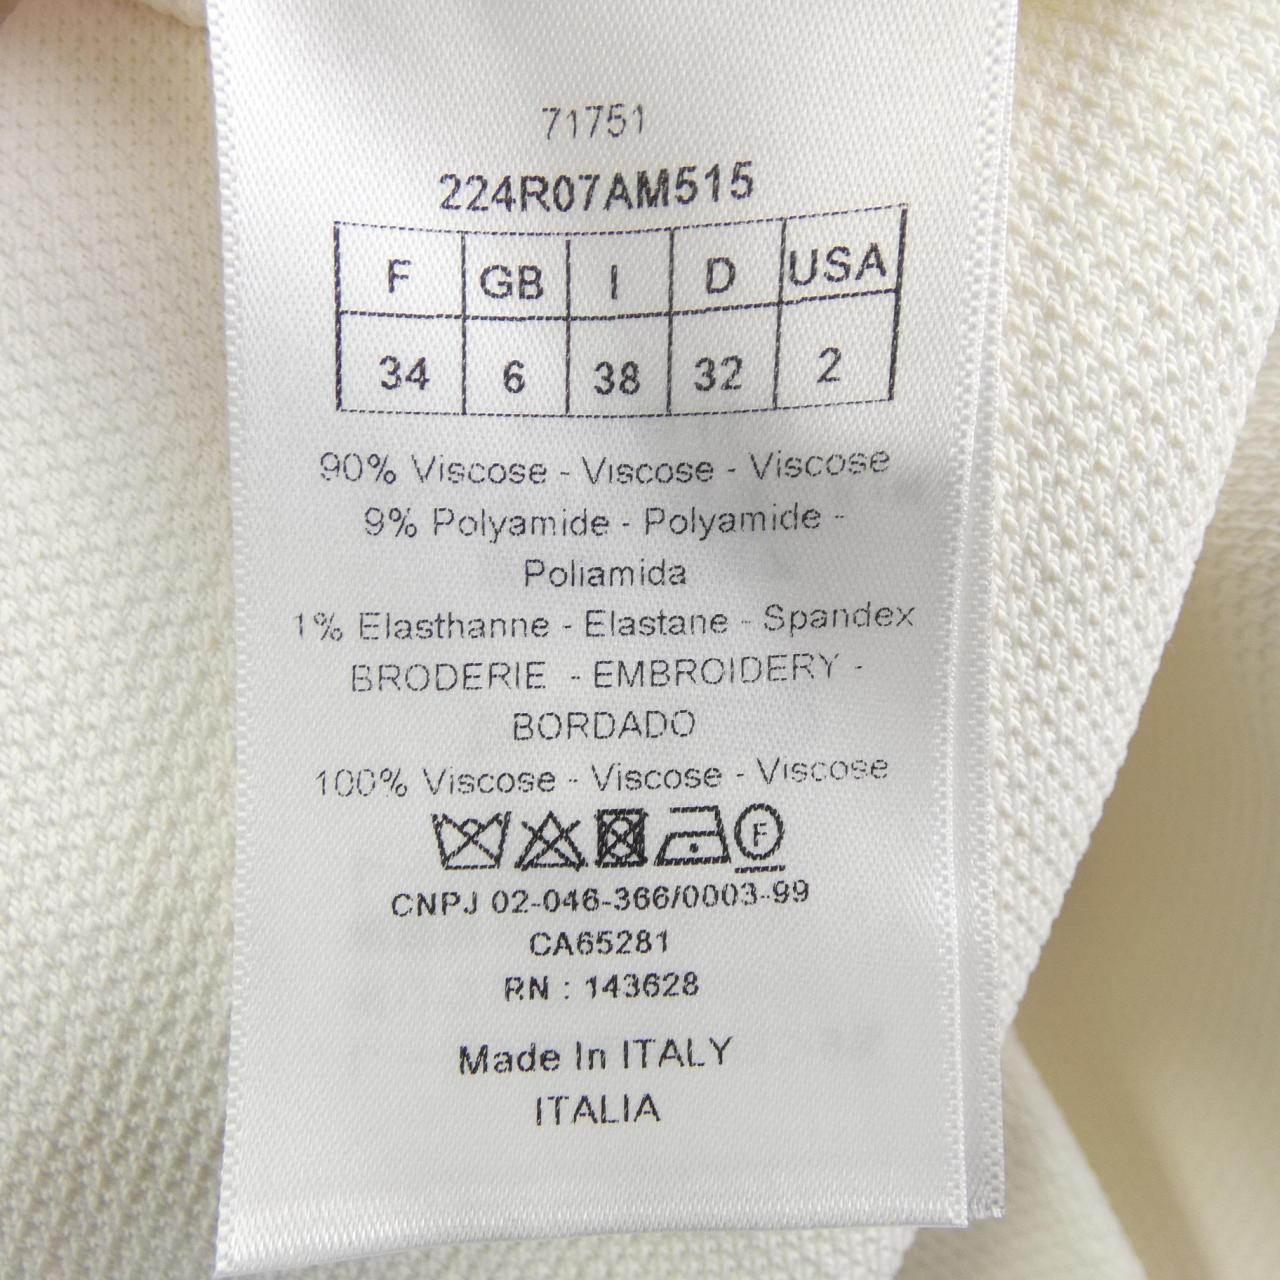 71751
224R07AM515
F GB I D USA
34 6 38 32 2
90% Viscose - Viscose - Viscose
9% Polyamide - Polyamide -
Poliamida
1% Elasthanne - Elastane - Spandex
BRODERIE - EMBROIDERY -
BORDADO
100% Viscose - Viscose - Viscose
F
CNPJ 02-046-366/0003-99
CA65281
RN : 143628
Made In ITALY
ITALIA